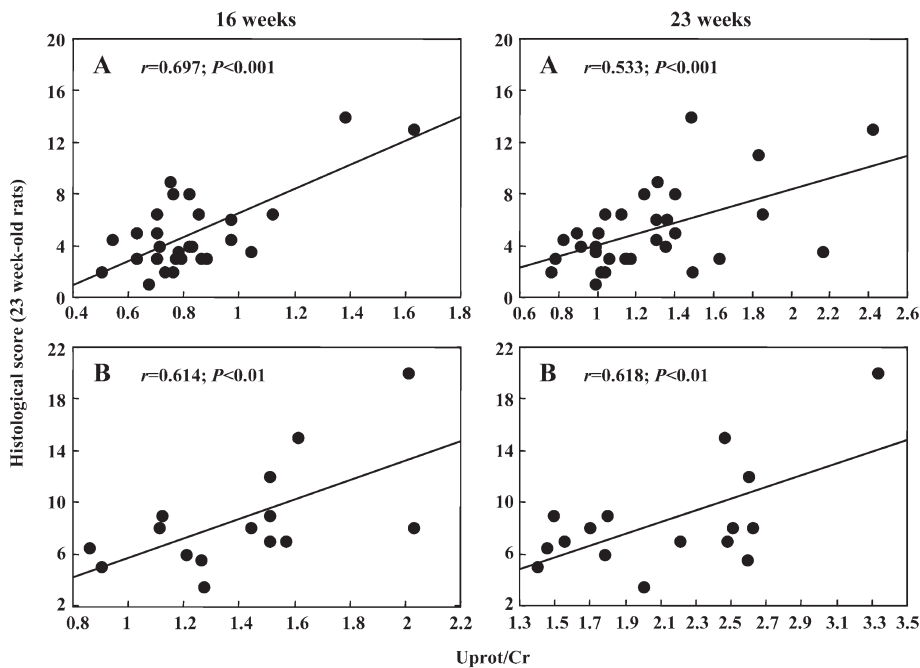 16 weeks
23 weeks
Histological score (23 week-old rats)
A
r=0.697; P<0.001
20
16
12
8
4
0
0.4 0.6 0.8 1 1.2 1.4 1.6 1.8
A
r=0.533; P<0.001
20
16
12
8
4
0
0.6 0.8 1 1.2 1.4 1.6 1.8 2 2.2 2.4 2.6
B
r=0.614; P<0.01
22
18
14
10
6
2
0.8 1 1.2 1.4 1.6 1.8 2 2.2
B
r=0.618; P<0.01
22
18
14
10
6
2
1.3 1.5 1.7 1.9 2.1 2.3 2.5 2.7 2.9 3.1 3.3 3.5
Uprot/Cr